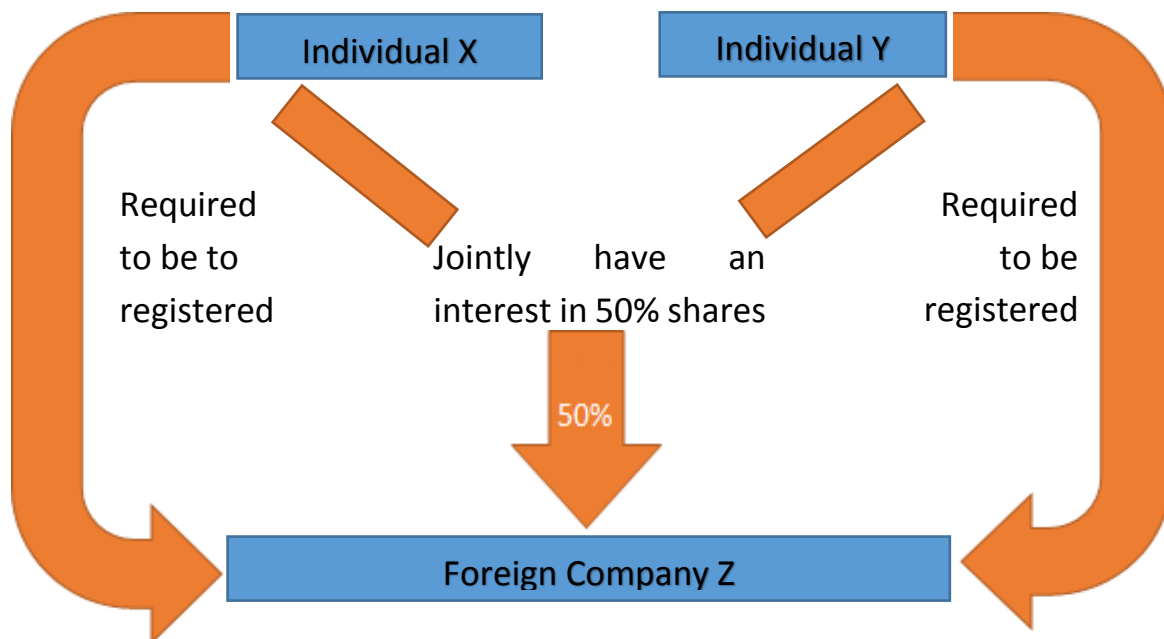 Individual X
Individual Y
Required
to be to
registered
Jointly have an
interest in 50% shares
Required
to be
registered
50%
Foreign Company Z